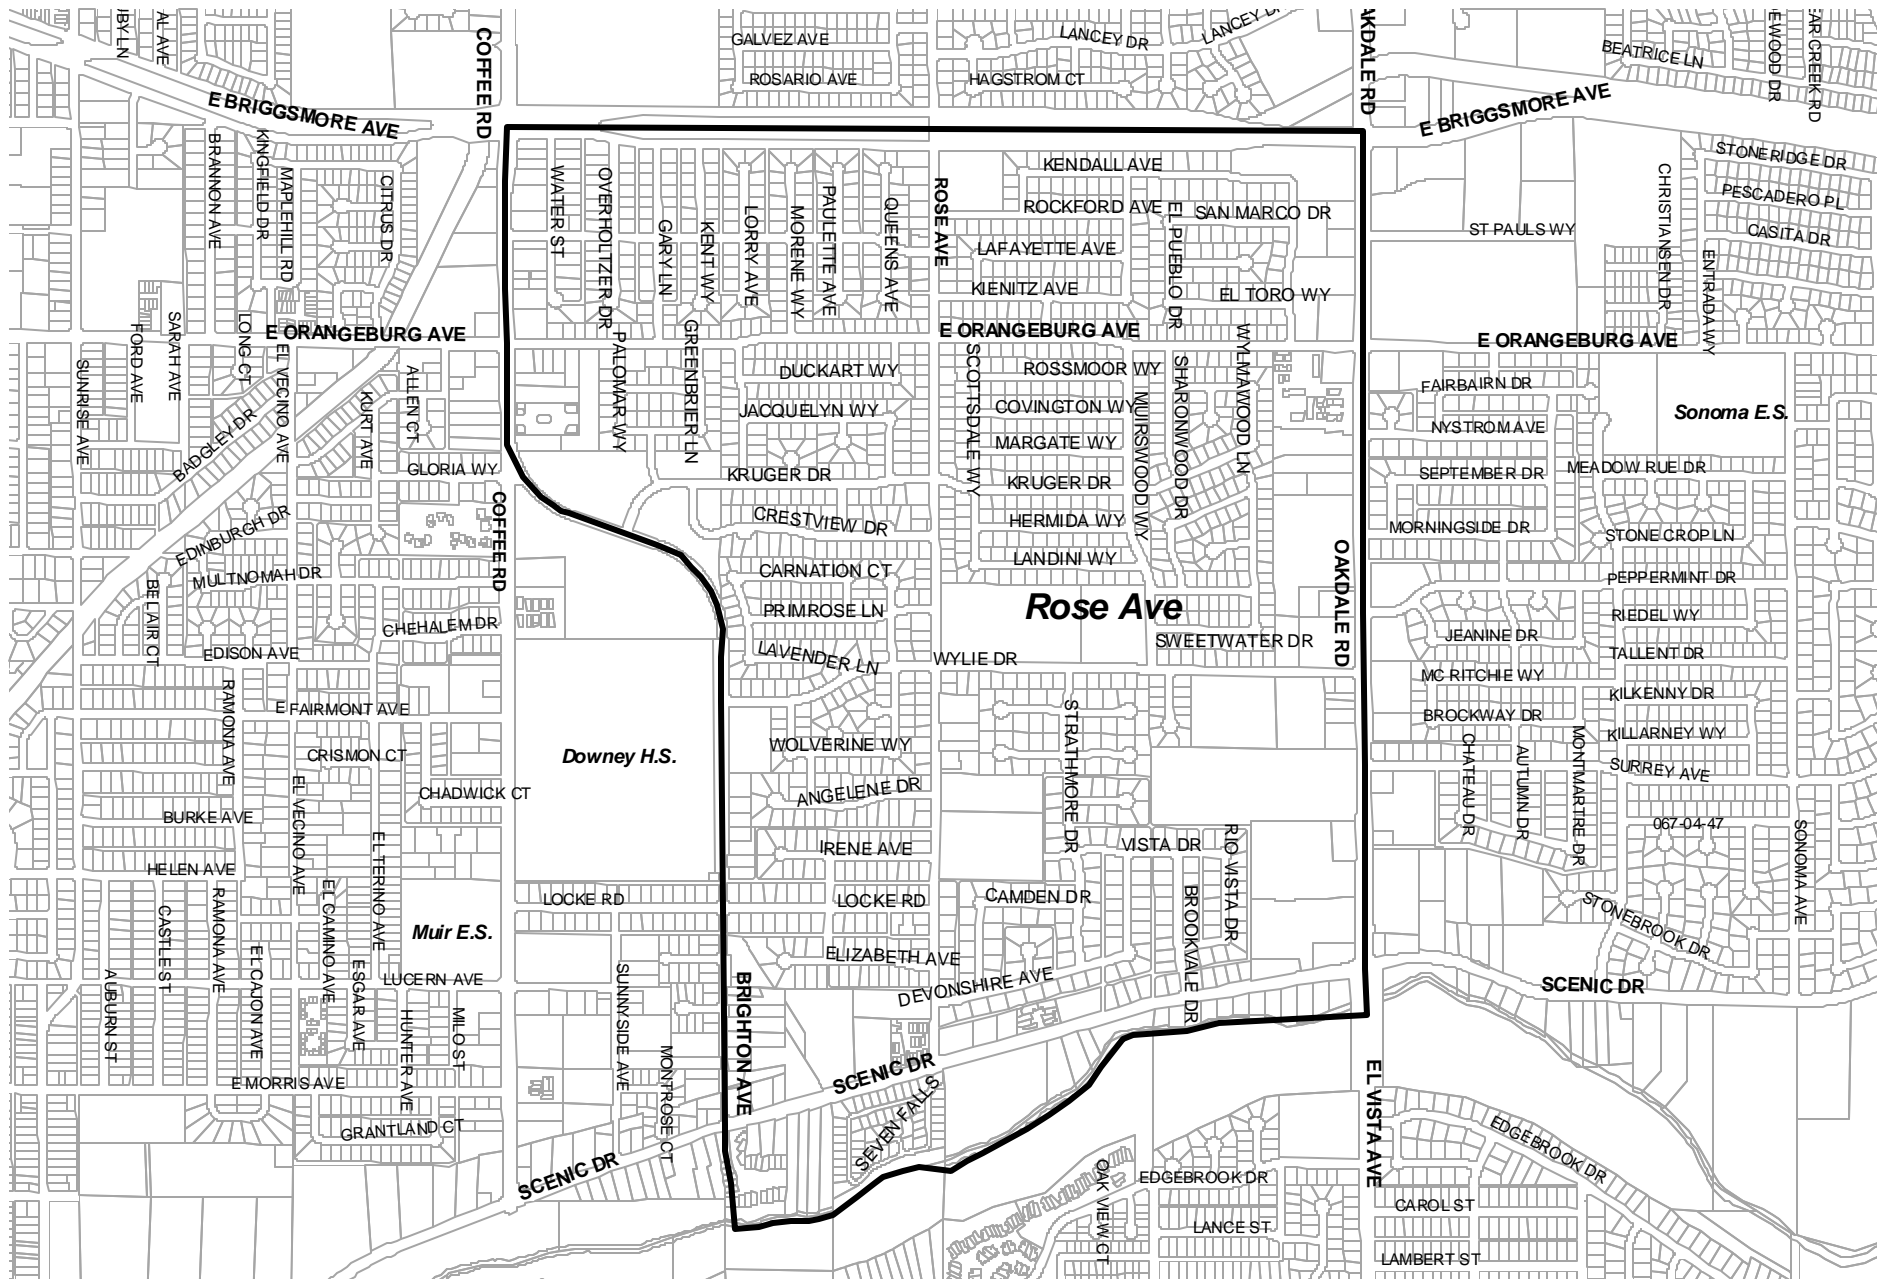 BY LN
AL AVE
COFFEE RD
GALVEZ AVE
ROSARIO AVE
LANCEY DR
HAGSTROM CT
OAKDALE RD
BEATRICE LN
EWOOD DR
EAR CREEK RD
E BRIGGSMORE AVE
E BRIGGSMORE AVE
BRANNON AVE
KINGFIELD DR
MAPLEHILL RD
CITRUS DR
WATER ST
OVERHOLTZER DR
GARY LN
KENT WY
LORRY AVE
MORENE WY
PAULETTE AVE
QUEENS AVE
ROSE AVE
KENDALL AVE
ROCKFORD AVE
LAFAYETTE AVE
KIENITZ AVE
EL PUEBLO DR
SAN MARCO DR
EL TORO WY
ST PAULS WY
CHRISTIANSEN DR
STONERIDGE DR
PESCADERO PL
CASITA DR
ENTRADA WY
E ORANGEBURG AVE
E ORANGEBURG AVE
E ORANGEBURG AVE
SUNRISE AVE
FORD AVE
SARAH AVE
LONG CT
EL VECINO AVE
BADGLEY DR
KURT AVE
ALLEN CT
GLORIA WY
PALOMAR WY
GREENBRIER LN
DUCKART WY
JACQUELYN WY
KRUGER DR
CRESTVIEW DR
SCOTTSDALE WY
ROSSMOOR WY
COVINGTON WY
MARGATE WY
KRUGER DR
HERMIDA WY
LANDINI WY
MUIRSWOOD WY
SHARONWOOD DR
WYLMAWOOD LN
FAIRBAIRN DR
NYSTROM AVE
SEPTEMBER DR
MORNINGSIDE DR
Sonoma E.S.
MEADOW RUE DR
STONE CROP LN
PEPPERMINT DR
RIEDEL WY
TALLENT DR
KILKENNY DR
KILLARNEY WY
SURREY AVE
COFFEE RD
EDINBURGH DR
MULTNOMAH DR
BEL AIR CT
CHEHALEM DR
EDISON AVE
CARNATION CT
PRIMROSE LN
LAVENDER LN
Rose Ave
WYLIE DR
SWEETWATER DR
OAKDALE RD
JEANINE DR
MC RITCHIE WY
BROCKWAY DR
RAMONA AVE
E FAIRMONT AVE
CRISMON CT
CHADWICK CT
Downey H.S.
WOLVERINE WY
ANGELENE DR
IRENE AVE
STRATHMORE DR
VISTA DR
RIO VISTA DR
CHATEAU DR
AUTUMN DR
MONTMARTRE DR
067-04-47
SONOMA AVE
BURKE AVE
EL VECINO AVE
HELEN AVE
EL TERINO AVE
EL CAMINO AVE
CASTLE ST
RAMONA AVE
EL CAJON AVE
ESGAR AVE
Muir E.S.
LUCERN AVE
LOCKE RD
LOCKE RD
CAMDEN DR
BROOKVALE DR
ELIZABETH AVE
DEVONSHIRE AVE
STONEBROOK DR
SCENIC DR
AUBURN ST
HUNTER AVE
MILO ST
SUNNYSIDE AVE
MONTROSE CT
BRIGHTON AVE
SCENIC DR
SEVEN FALLS
E MORRIS AVE
GRANTLAND CT
SCENIC DR
EL VISTA AVE
EDGEBROOK DR
EDGEBROOK DR
OAK VIEW CT
LANCE ST
CAROL ST
LAMBERT ST